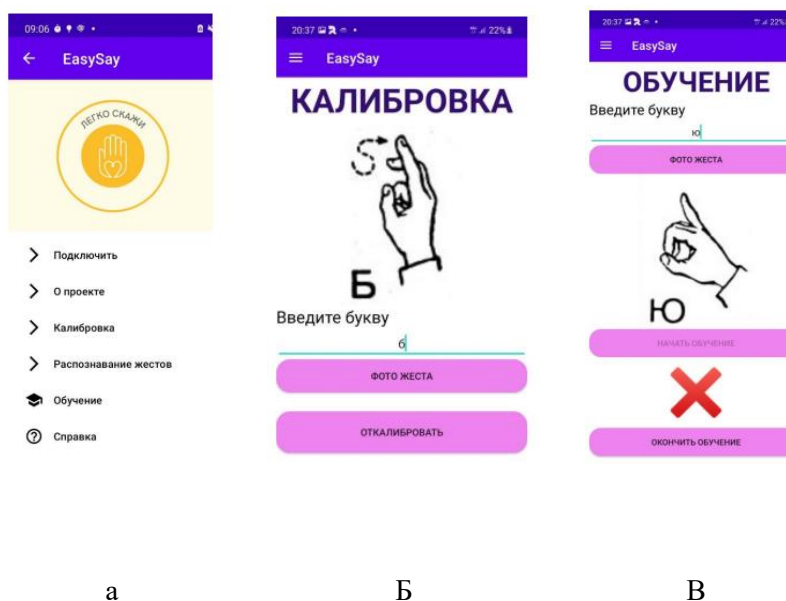 09:06
EasySay
ЛЕГКО СКАЖИ
Подключить
О проекте
Калибровка
Распознавание жестов
Обучение
Справка
20:37 22%
EasySay
КАЛИБРОВКА
Б
Введите букву
б
ФОТО ЖЕСТА
ОТКАЛИБРОВАТЬ
20:37 22%
EasySay
ОБУЧЕНИЕ
Введите букву
ю
ФОТО ЖЕСТА
Ю
НАЧАТЬ ОБУЧЕНИЕ
ОКОНЧИТЬ ОБУЧЕНИЕ
а Б В